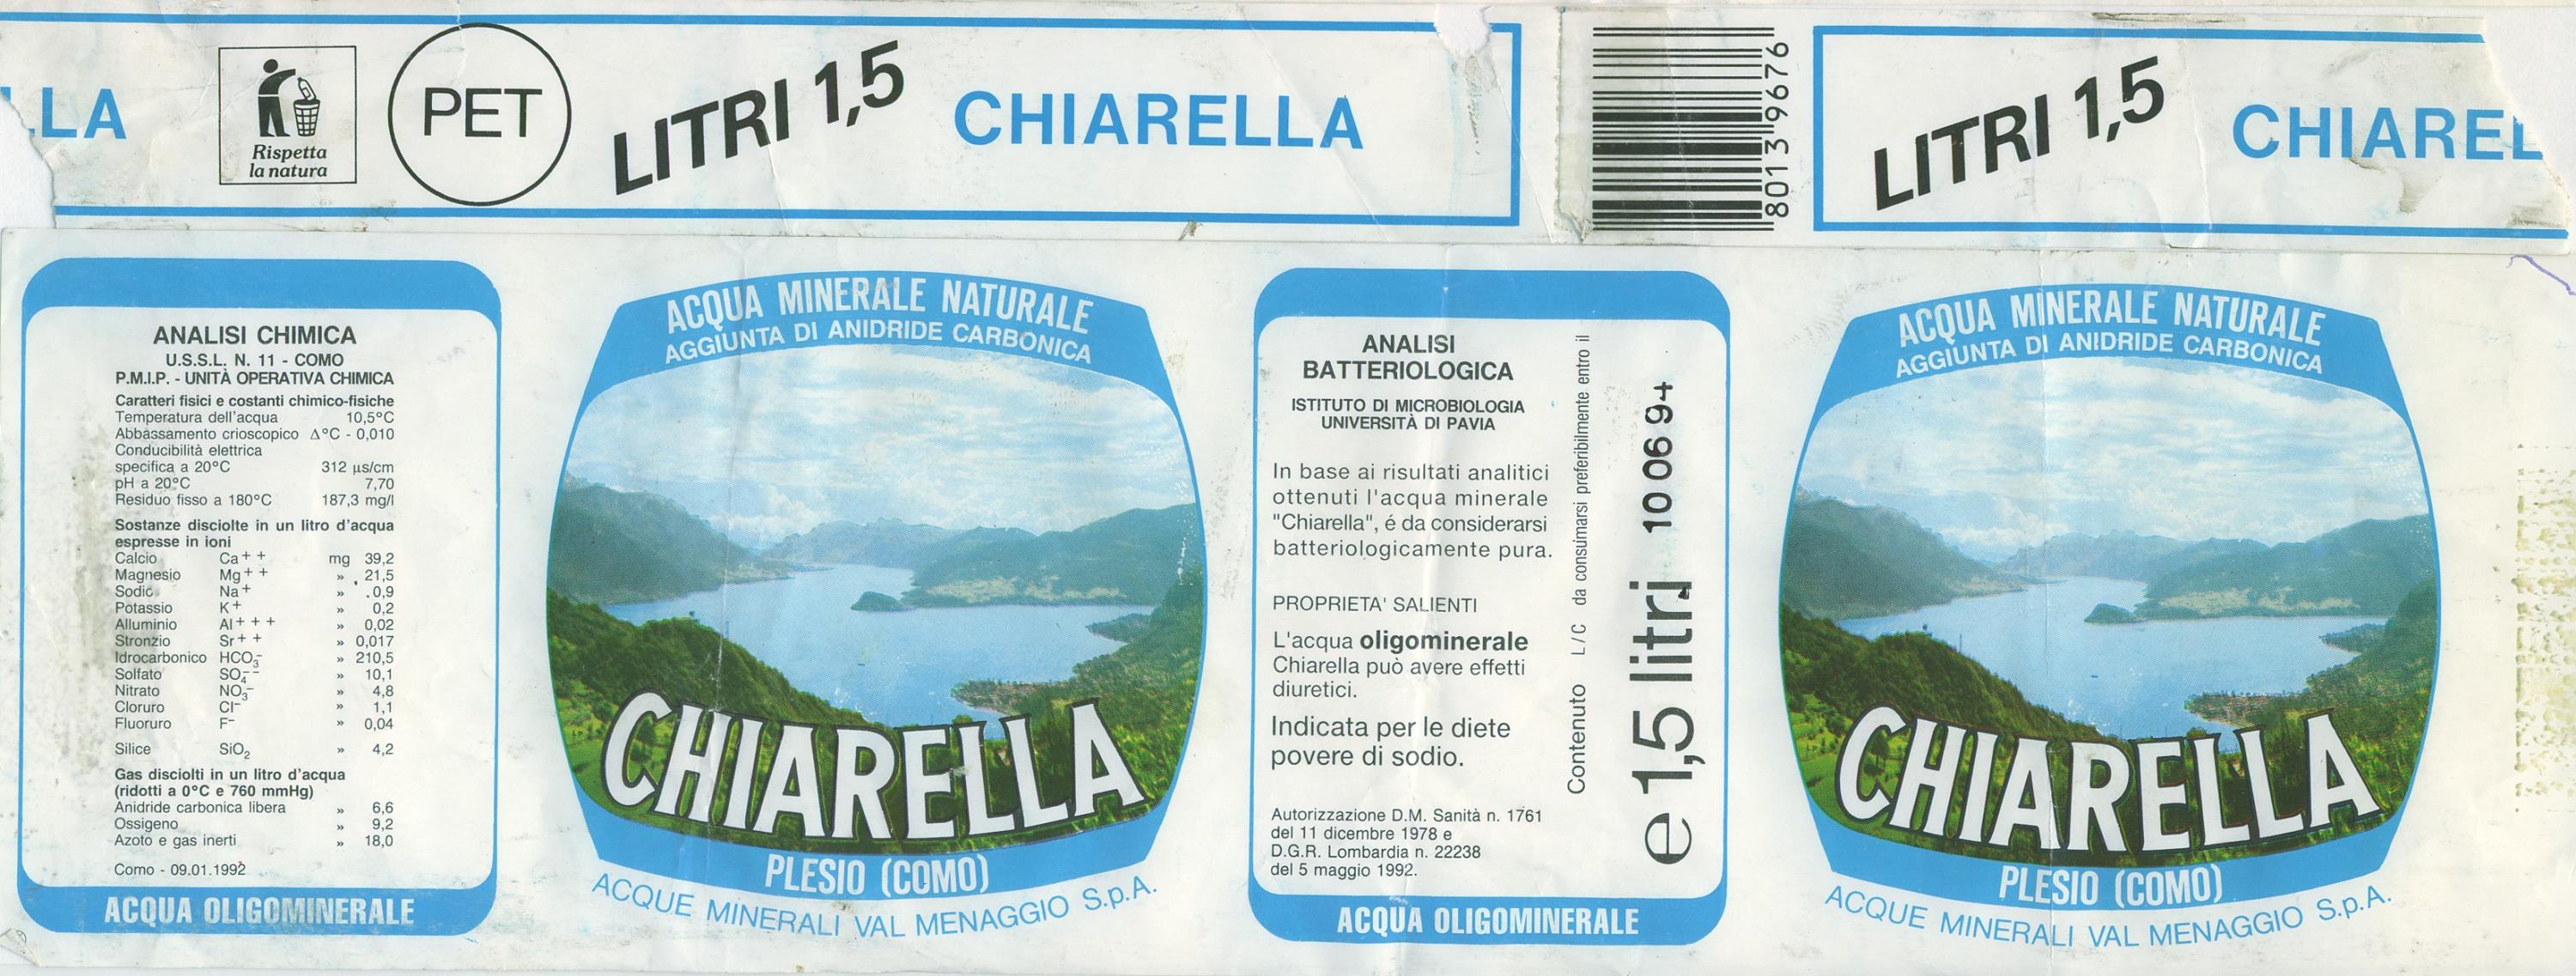 LLA
Rispetta
la natura
PET
LITRI 1,5
CHIARELLA
80139676
LITRI 1,5
CHIAREL
ANALISI CHIMICA
U.S.S.L. N. 11 - COMO
P.M.I.P. - UNITÀ OPERATIVA CHIMICA
Caratteri fisici e costanti chimico-fisiche
Temperatura dell'acqua 10,5°C
Abbassamento crioscopico Δ°C - 0,010
Conducibilità elettrica
specifica a 20°C 312 µs/cm
pH a 20°C 7,70
Residuo fisso a 180°C 187,3 mg/l
Sostanze disciolte in un litro d'acqua
espresse in ioni
Calcio Ca++ mg 39,2
Magnesio Mg++ » 21,5
Sodio Na+ » 0,9
Potassio K+ » 0,2
Alluminio Al+++ » 0,02
Stronzio Sr++ » 0,017
Idrocarbonico HCO3- » 210,5
Solfato SO4-- » 10,1
Nitrato NO3- » 4,8
Cloruro Cl- » 1,1
Fluoruro F- » 0,04
Silice SiO2 » 4,2
Gas disciolti in un litro d'acqua
(ridotti a 0°C e 760 mmHg)
Anidride carbonica libera » 6,6
Ossigeno » 9,2
Azoto e gas inerti » 18,0
Como - 09.01.1992
ACQUA OLIGOMINERALE
ACQUA MINERALE NATURALE
AGGIUNTA DI ANIDRIDE CARBONICA
CHIARELLA
PLESIO (COMO)
ACQUE MINERALI VAL MENAGGIO S.p.A.
ANALISI
BATTERIOLOGICA
ISTITUTO DI MICROBIOLOGIA
UNIVERSITÀ DI PAVIA
In base ai risultati analitici
ottenuti l'acqua minerale
"Chiarella", é da considerarsi
batteriologicamente pura.
PROPRIETA' SALIENTI
L'acqua oligominerale
Chiarella può avere effetti
diuretici.
Indicata per le diete
povere di sodio.
Autorizzazione D.M. Sanità n. 1761
del 11 dicembre 1978 e
D.G.R. Lombardia n. 22238
del 5 maggio 1992.
Contenuto L/C da consumarsi preferibilmente entro il
e 1,5 litri 10069+
ACQUA OLIGOMINERALE
ACQUA MINERALE NATURALE
AGGIUNTA DI ANIDRIDE CARBONICA
CHIARELLA
PLESIO (COMO)
ACQUE MINERALI VAL MENAGGIO S.p.A.